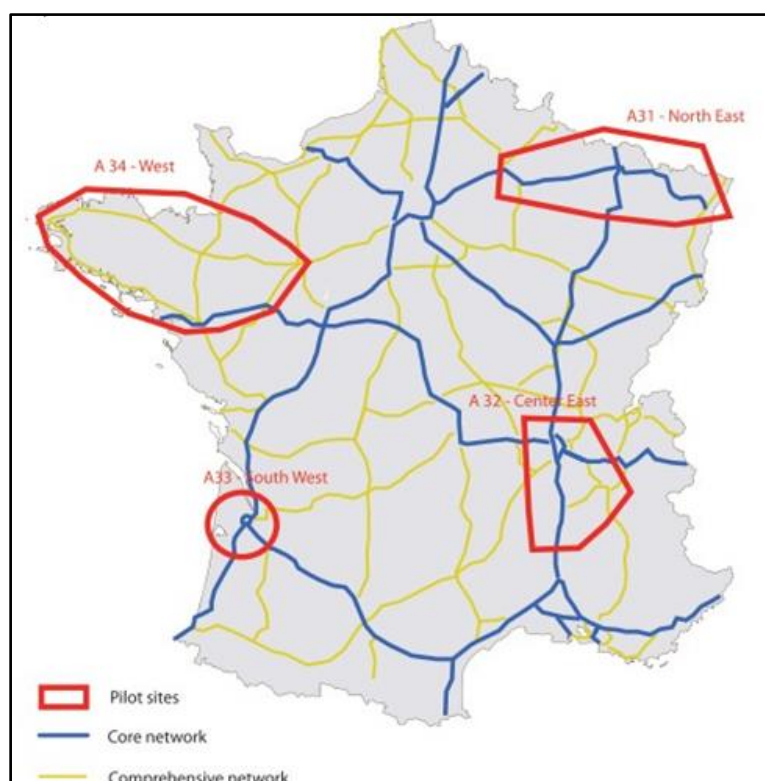 A31 - North East
A 34 - West
A 32 - Center East
A33 - South West
Pilot sites
Core network
Comprehensive network